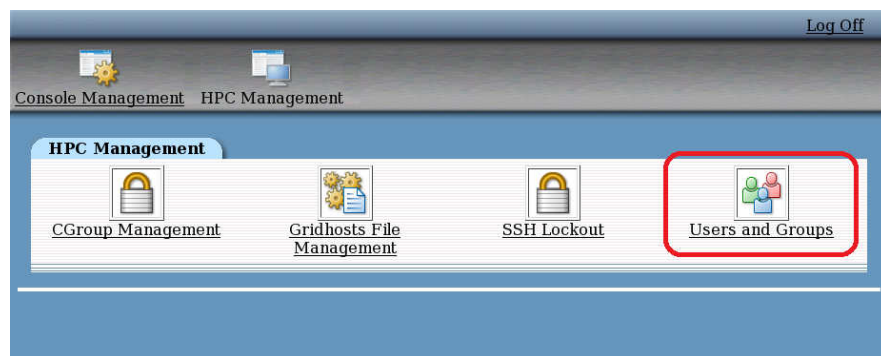 Log Off
Console Management HPC Management
HPC Management
CGroup Management Gridhosts File SSH Lockout Users and Groups
Management